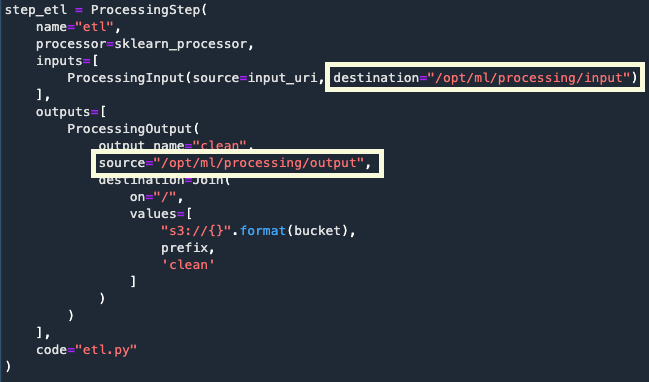 step_etl = ProcessingStep(
    name="etl",
    processor=sklearn_processor,
    inputs=[
        ProcessingInput(source=input_uri, destination="/opt/ml/processing/input")
    ],
    outputs=[
        ProcessingOutput(
            output_name="clean",
            source="/opt/ml/processing/output",
            destination=Join(
                on="/",
                values=[
                    "s3://{}".format(bucket),
                    prefix,
                    'clean'
                ]
            )
        )
    ],
    code="etl.py"
)